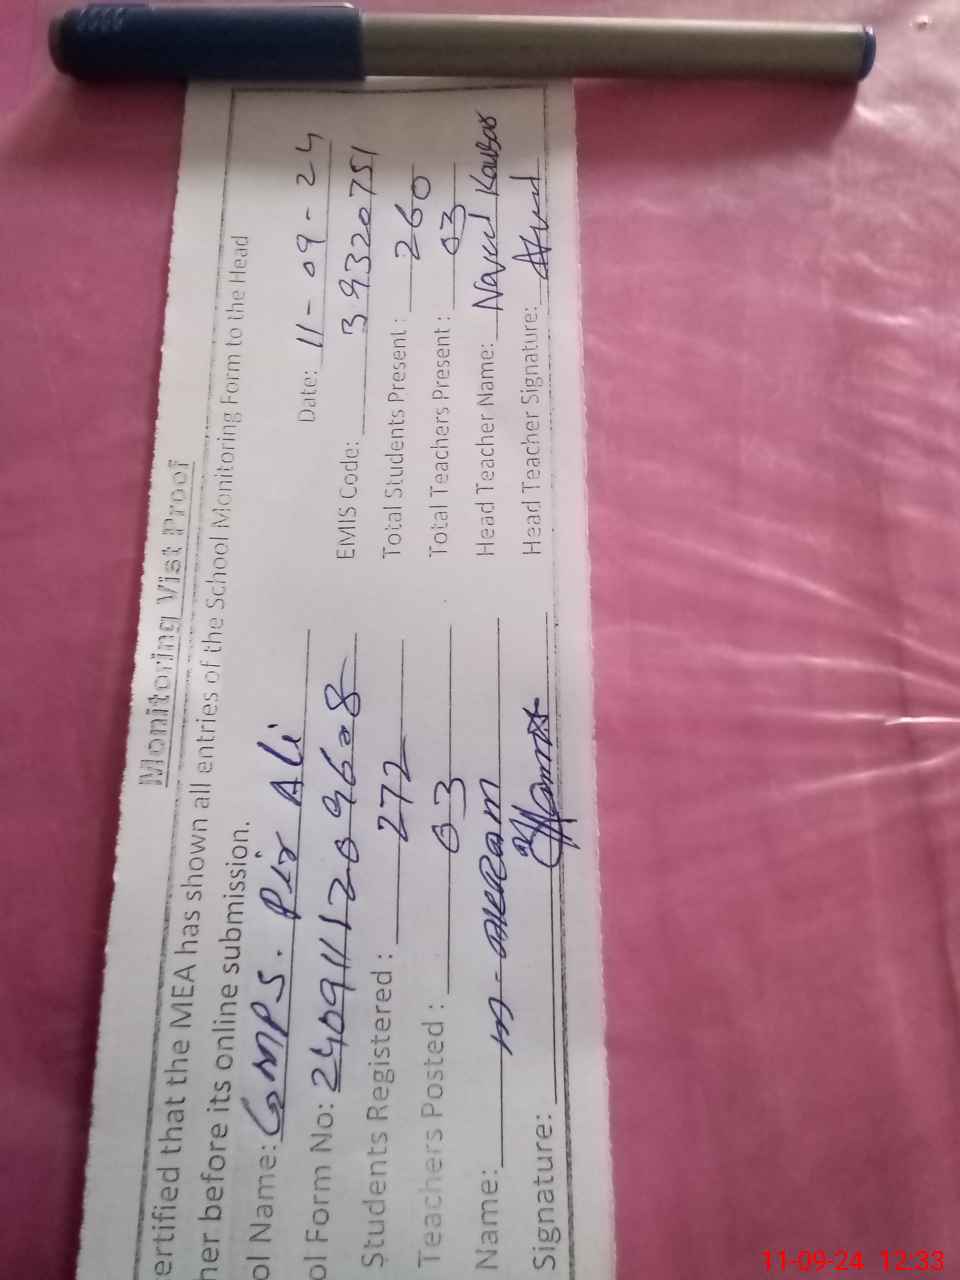 Monitoring Vist Proof
ertified that the MEA has shown all entries of the School Monitoring Form to the Head
her before its online submission.
ol Name: GMPS. Pir Ali Date: 11-09-24
ol Form No: 2409111209608 EMIS Code: 39320751
Students Registered: 272 Total Students Present: 260
Teachers Posted: 03 Total Teachers Present: 03
Name: m- Head Teacher Name: Kausar
Signature: Head Teacher Signature:
11-09-24 12:33